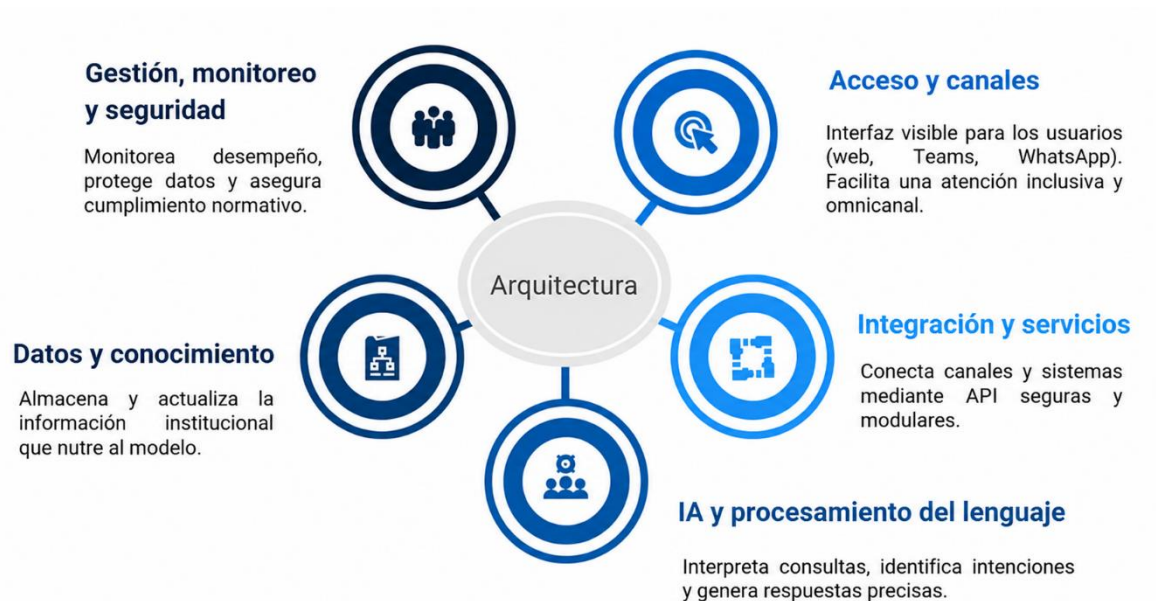 Gestión, monitoreo
y seguridad
Monitorea desempeño,
protege datos y asegura
cumplimiento normativo.
Acceso y canales
Interfaz visible para los usuarios
(web, Teams, WhatsApp).
Facilita una atención inclusiva y
omnicanal.
Arquitectura
Datos y conocimiento
Almacena y actualiza la
información institucional
que nutre al modelo.
Integración y servicios
Conecta canales y sistemas
mediante API seguras y
modulares.
IA y procesamiento del lenguaje
Interpreta consultas, identifica intenciones
y genera respuestas precisas.